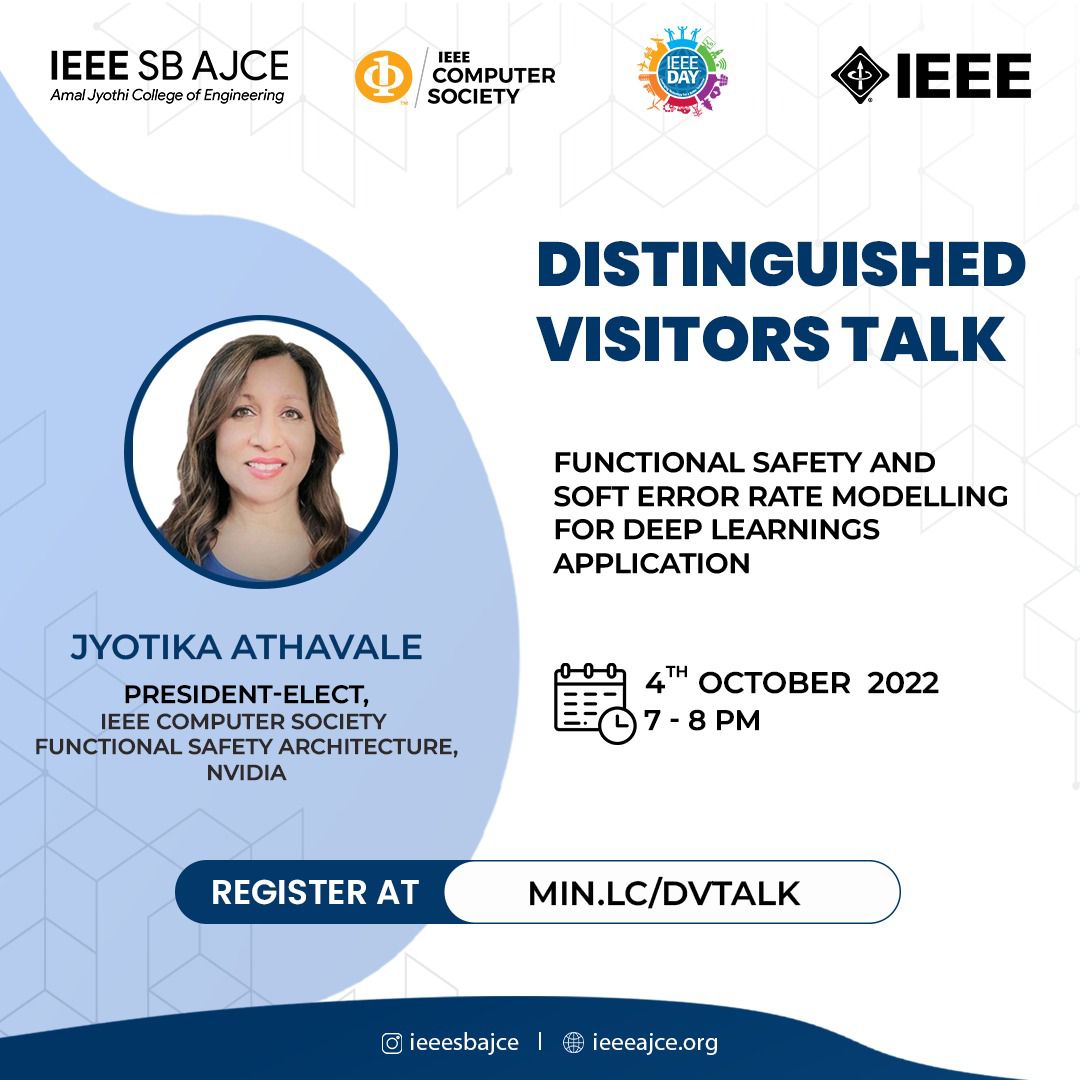 IEEE SB AJCE
Amal Jyothi College of Engineering
IEEE
COMPUTER
SOCIETY
IEEE
DAY
IEEE
DISTINGUISHED
VISITORS TALK
FUNCTIONAL SAFETY AND
SOFT ERROR RATE MODELLING
FOR DEEP LEARNINGS
APPLICATION
JYOTIKA ATHAVALE
PRESIDENT-ELECT,
IEEE COMPUTER SOCIETY
FUNCTIONAL SAFETY ARCHITECTURE,
NVIDIA
4TH OCTOBER 2022
7 - 8 PM
REGISTER AT MIN.LC/DVTALK
ieeesbajce | ieeeajce.org